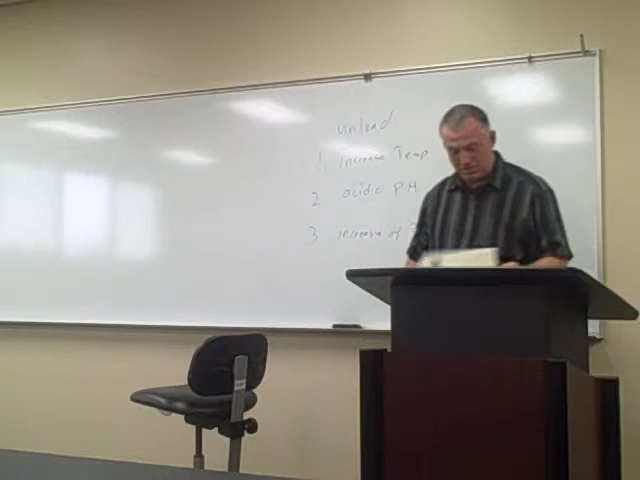 unload
1 increase Temp
2 acidic PH
3 increase of